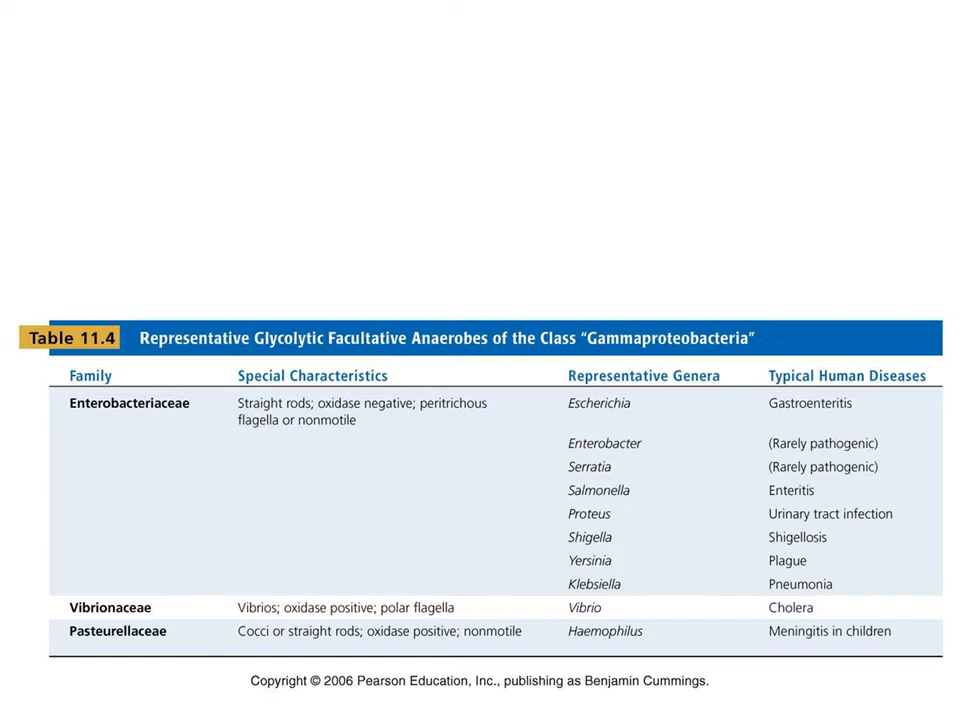 Table 11.4 Representative Glycolytic Facultative Anaerobes of the Class “Gammaproteobacteria”
Family Special Characteristics Representative Genera Typical Human Diseases
Enterobacteriaceae Straight rods; oxidase negative; peritrichous Escherichia Gastroenteritis
flagella or nonmotile
Enterobacter (Rarely pathogenic)
Serratia (Rarely pathogenic)
Salmonella Enteritis
Proteus Urinary tract infection
Shigella Shigellosis
Yersinia Plague
Klebsiella Pneumonia
Vibrionaceae Vibrios; oxidase positive; polar flagella Vibrio Cholera
Pasteurellaceae Cocci or straight rods; oxidase positive; nonmotile Haemophilus Meningitis in children
Copyright © 2006 Pearson Education, Inc., publishing as Benjamin Cummings.